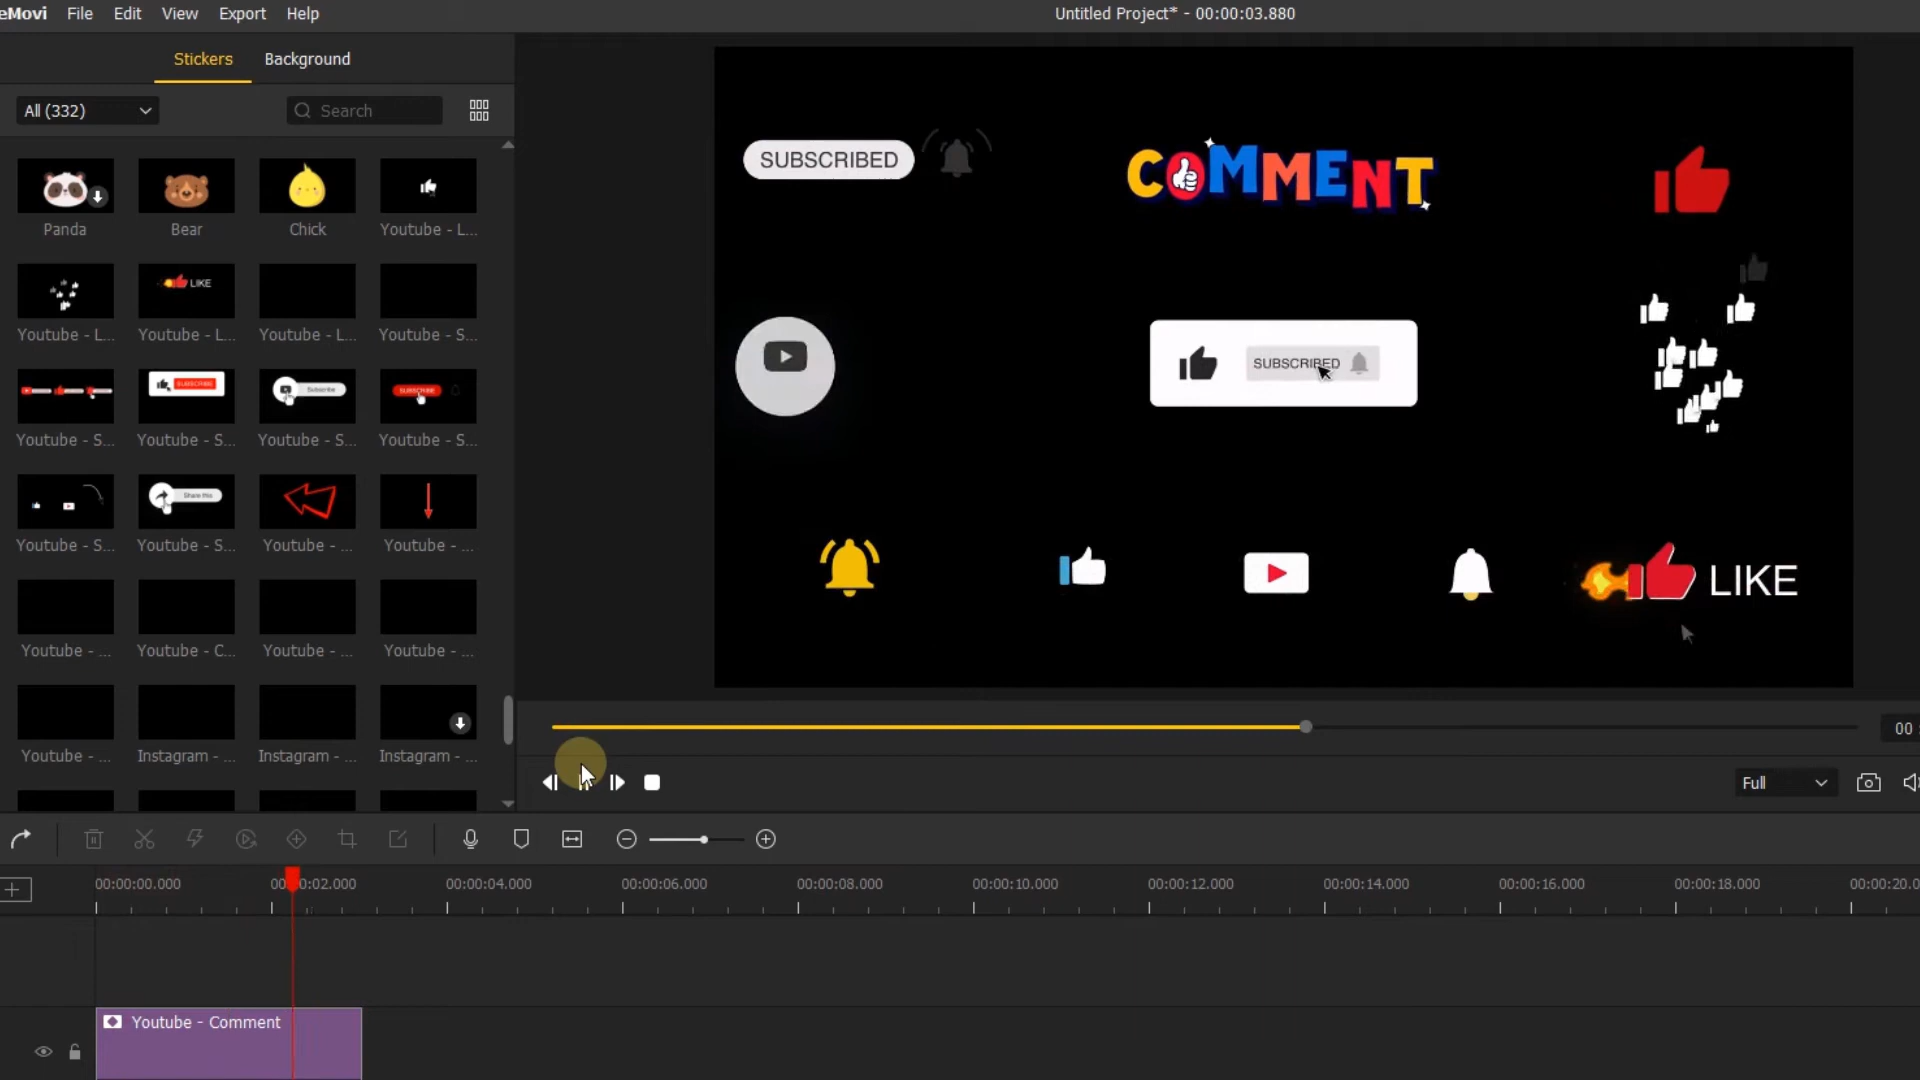 eMovi File Edit View Export Help
Untitled Project* - 00:00:03.880
Stickers Background
All (332) Search
Panda Bear Chick Youtube - L...
LIKE
Youtube - L... Youtube - L... Youtube - L... Youtube - S...
SUBSCRIBE Subscribe SUBSCRIBE
Youtube - S... Youtube - S... Youtube - S... Youtube - S...
Share this
Youtube - S... Youtube - S... Youtube - ... Youtube - ...
Youtube - ... Youtube - C... Youtube - ... Youtube - ...
Youtube - ... Instagram - ... Instagram - ... Instagram - ...
SUBSCRIBED
COMMENT
SUBSCRIBED
LIKE
00
Full
00:00:00.000 00:00:02.000 00:00:04.000 00:00:06.000 00:00:08.000 00:00:10.000 00:00:12.000 00:00:14.000 00:00:16.000 00:00:18.000 00:00:20.0
Youtube - Comment